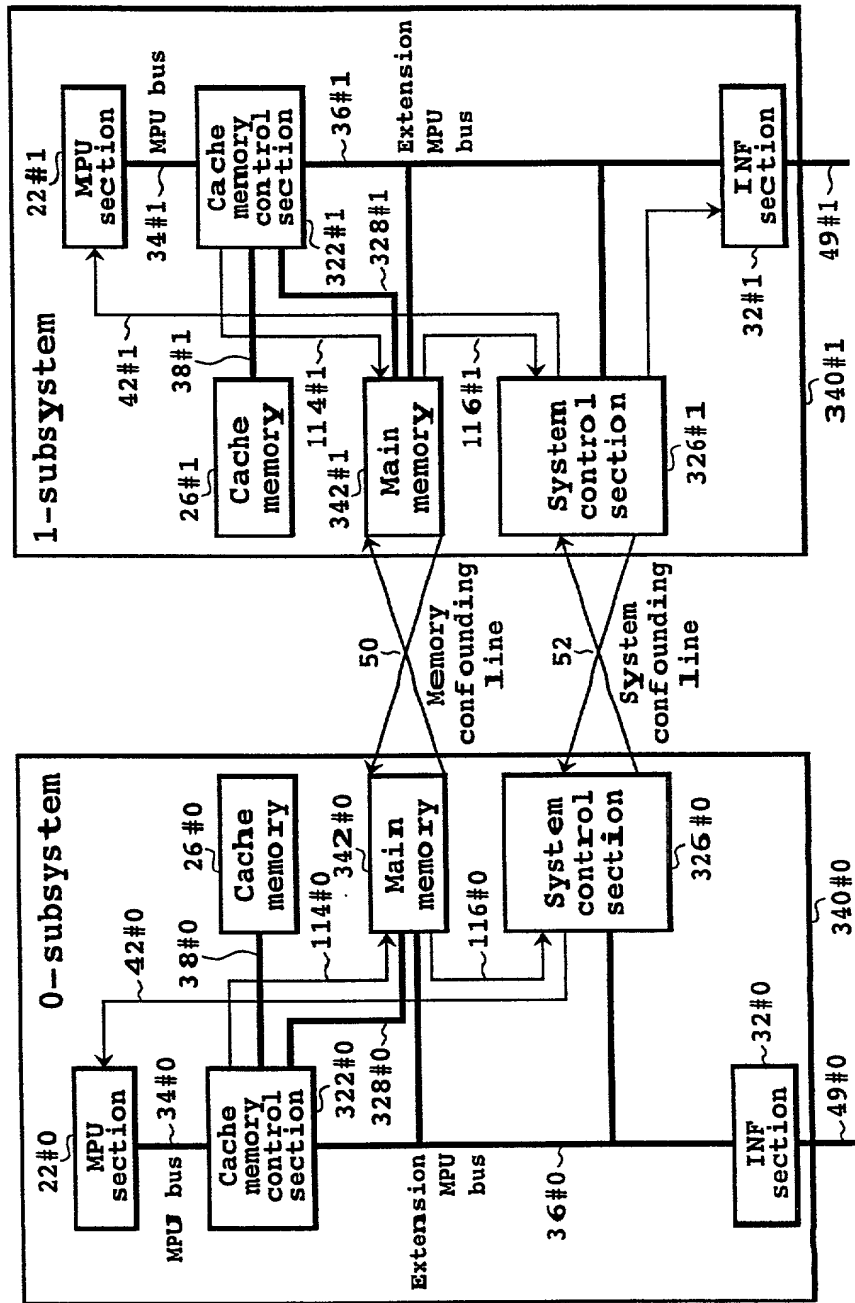 0-subsystem
22#0
MPU
section
MPU bus
34#0
42#0
Cache
memory
control
section
322#0
38#0
26#0
Cache
memory
114#0
328#0
342#0
Main
memory
Extension
MPU
bus
116#0
System
control
section
326#0
36#0
INF
section
32#0
49#0
340#0
50
Memory
confounding
line
52
System
confounding
line
1-subsystem
22#1
MPU
section
34#1
MPU bus
42#1
Cache
memory
control
section
322#1
38#1
26#1
Cache
memory
114#1
328#1
36#1
342#1
Main
memory
Extension
MPU
bus
116#1
System
control
section
326#1
INF
section
32#1
49#1
340#1